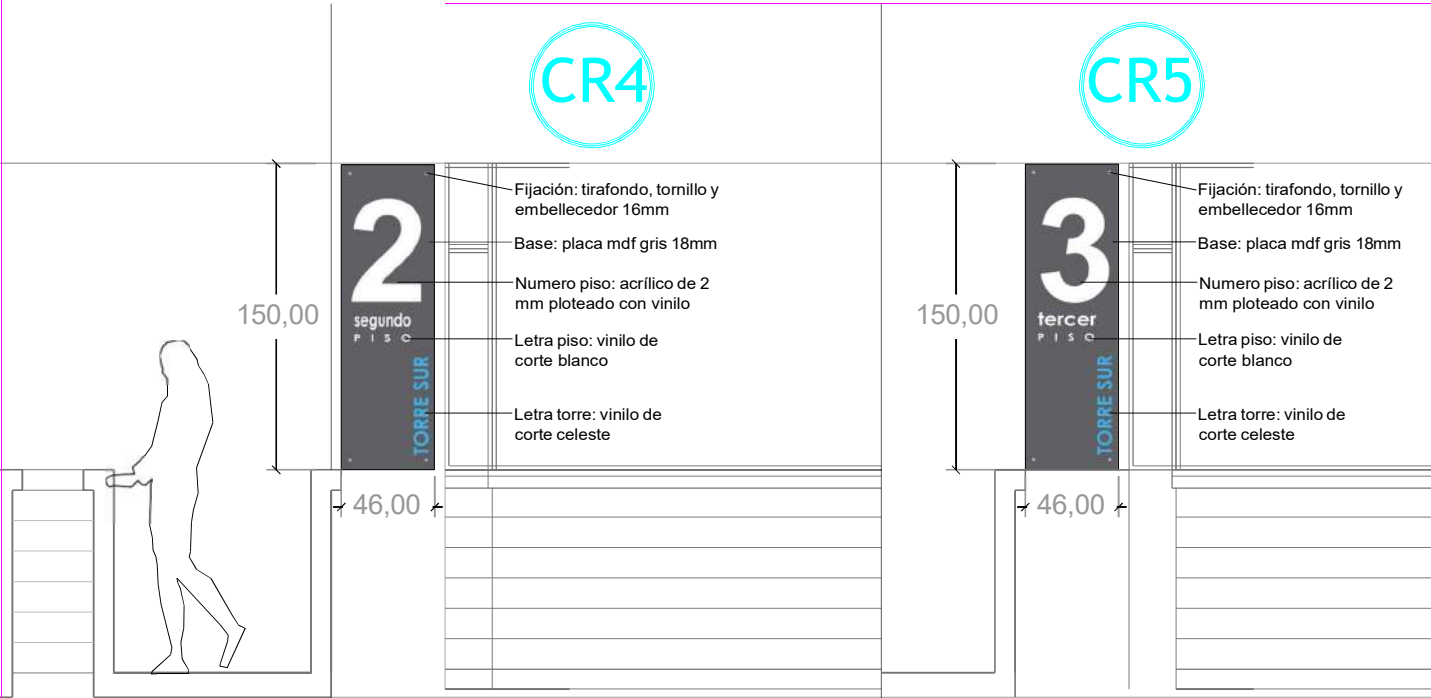 CR4
Fijación: tirafondo, tornillo y
embellecedor 16mm
Base: placa mdf gris 18mm
Numero piso: acrílico de 2
mm ploteado con vinilo
Letra piso: vinilo de
corte blanco
Letra torre: vinilo de
corte celeste
2
segundo
PISO
TORRE SUR
150,00
46,00
CR5
Fijación: tirafondo, tornillo y
embellecedor 16mm
Base: placa mdf gris 18mm
Numero piso: acrílico de 2
mm ploteado con vinilo
Letra piso: vinilo de
corte blanco
Letra torre: vinilo de
corte celeste
3
tercer
PISO
TORRE SUR
150,00
46,00